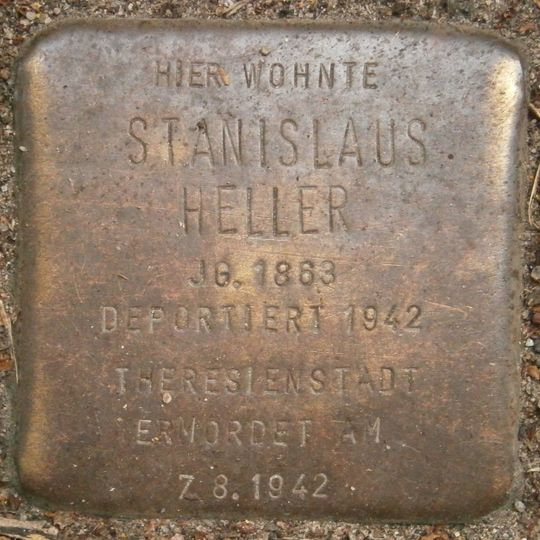 HIER WOHNTE
STANISLAUS
HELLER
JG. 1863
DEPORTIERT 1942
THERESIENSTADT
ERMORDET AM
7.8.1942